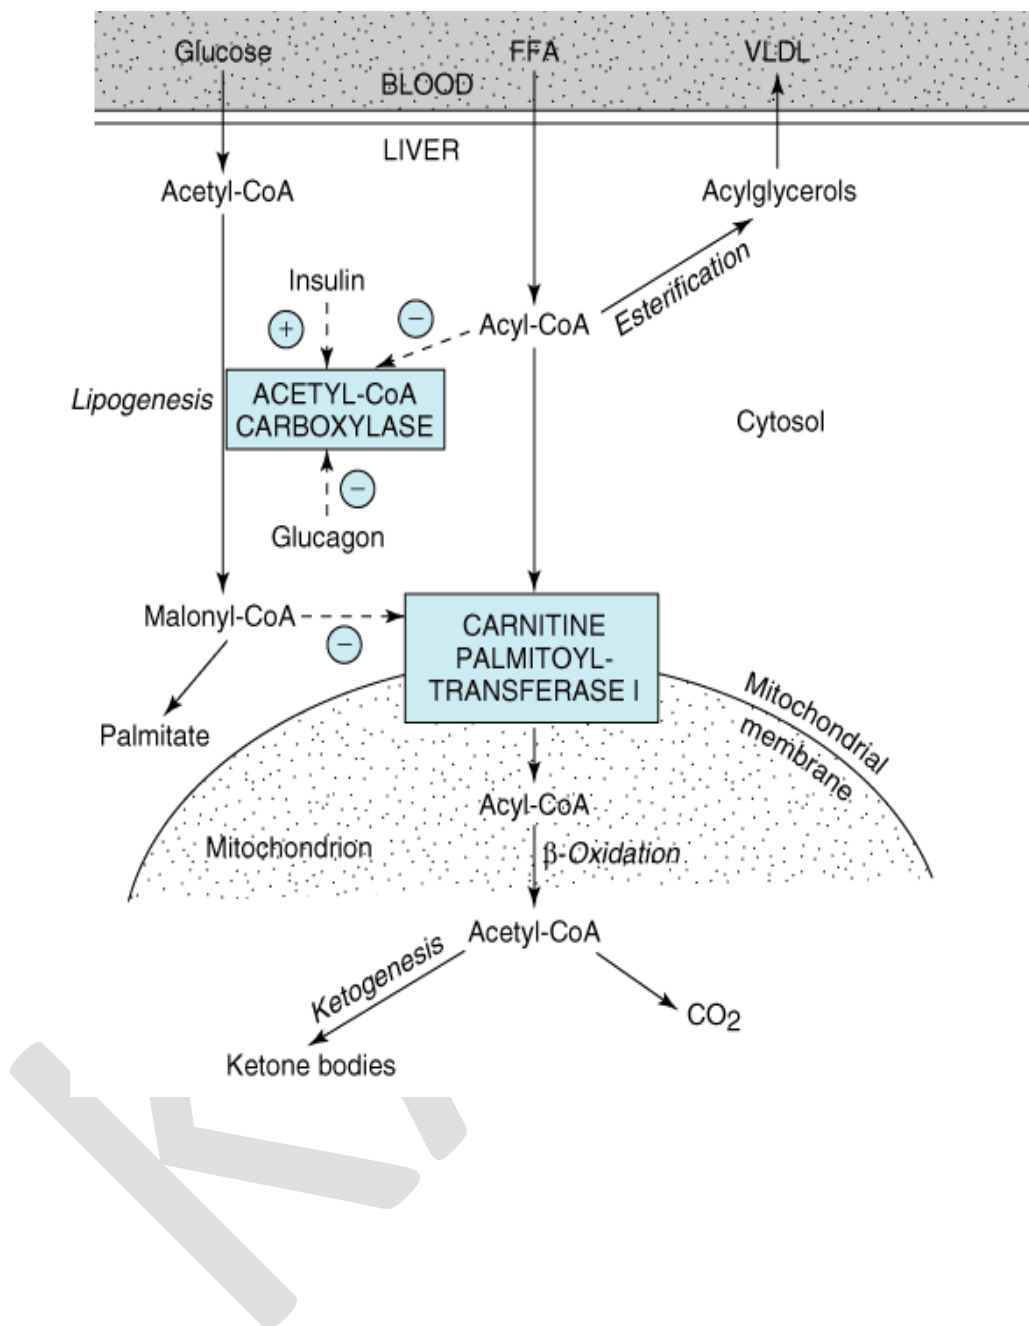 Glucose
FFA
VLDL
BLOOD
LIVER
Acetyl-CoA
Acylglycerols
Insulin
Esterification
+
−
Acyl-CoA
Lipogenesis
ACETYL-CoA
CARBOXYLASE
Cytosol
−
Glucagon
Malonyl-CoA
−
CARNITINE
PALMITOYL-
TRANSFERASE I
Mitochondrial
membrane
Palmitate
Acyl-CoA
Mitochondrion
β-Oxidation
Acetyl-CoA
Ketogenesis
CO2
Ketone bodies